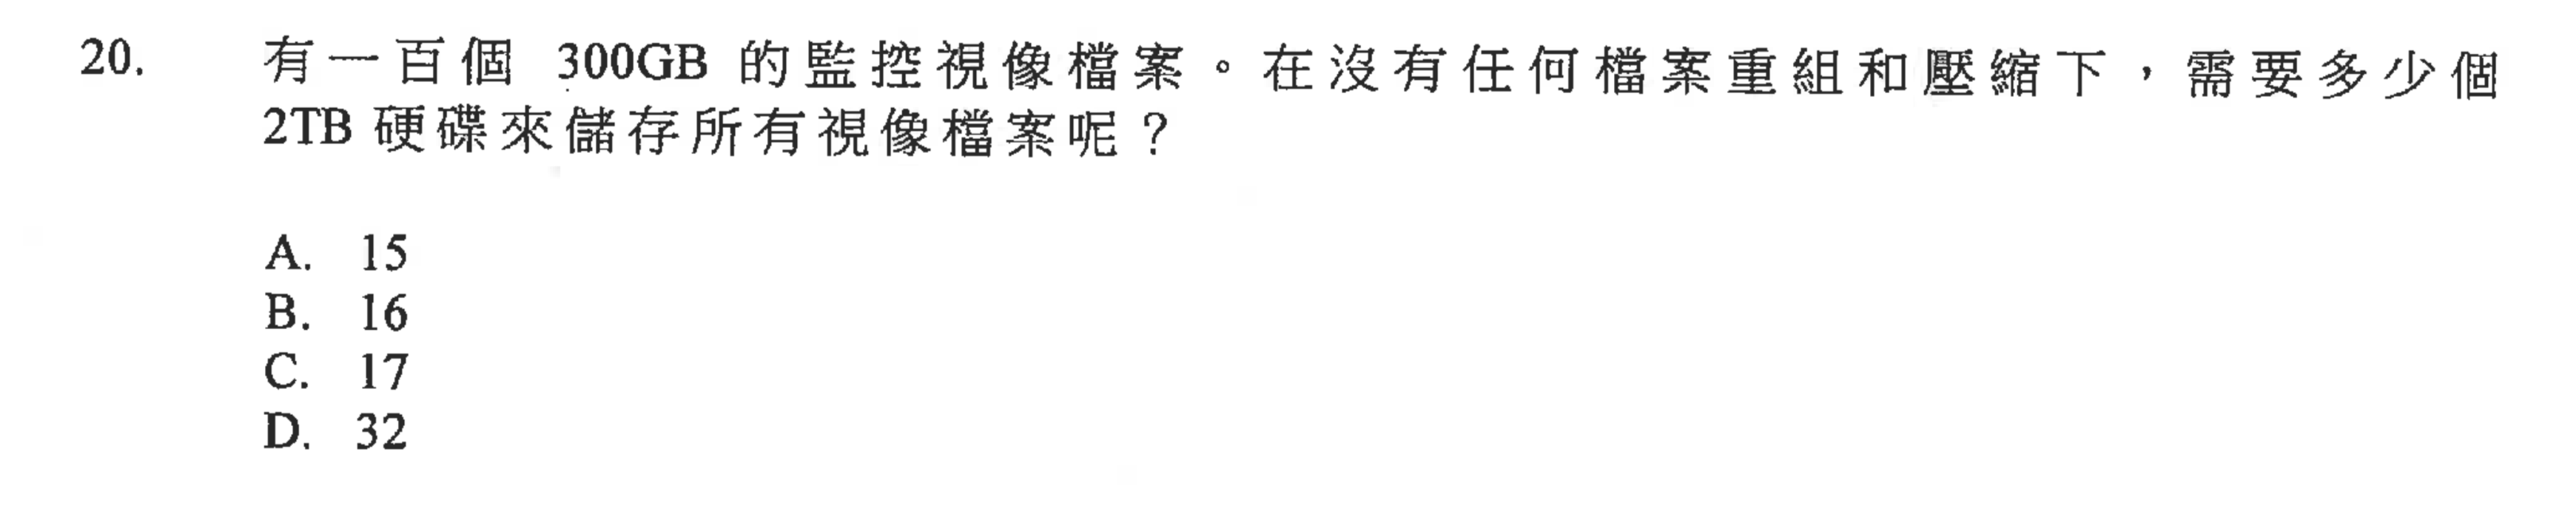 20. 有一百個 300GB 的監控視像檔案。在沒有任何檔案重組和壓縮下，需要多少個
2TB 硬碟來儲存所有視像檔案呢？
A. 15
B. 16
C. 17
D. 32